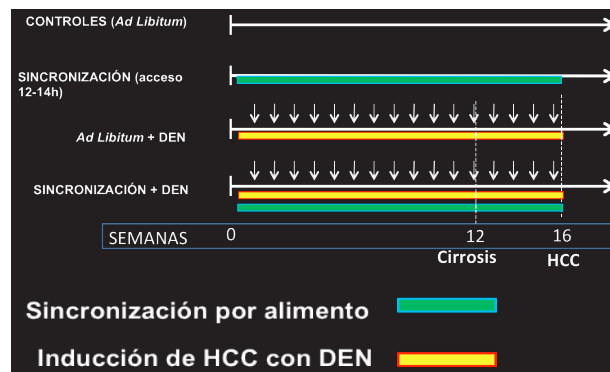 CONTROLES (Ad Libitum)
SINCRONIZACIÓN (acceso
12-14h)
Ad Libitum + DEN
SINCRONIZACIÓN + DEN
SEMANAS 0 12 16
Cirrosis HCC
Sincronización por alimento
Inducción de HCC con DEN